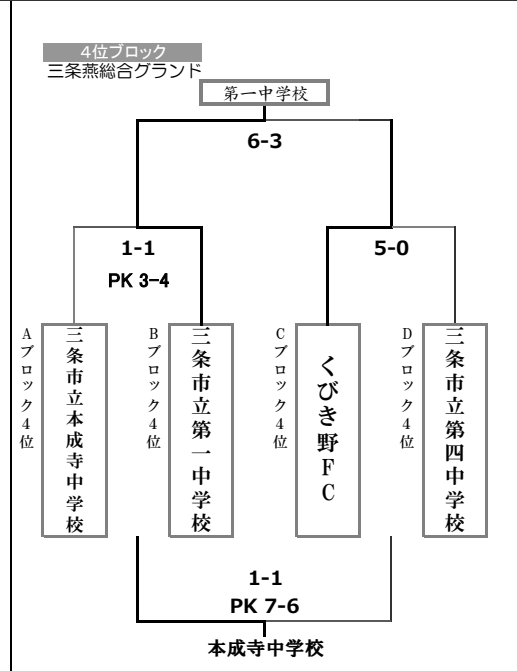 4位ブロック
三条燕総合グランド
第一中学校
6-3
1-1
PK 3-4
5-0
Aブロック4位
三条市立本成寺中学校
Bブロック4位
三条市立第一中学校
Cブロック4位
くびき野FC
Dブロック4位
三条市立第四中学校
1-1
PK 7-6
本成寺中学校